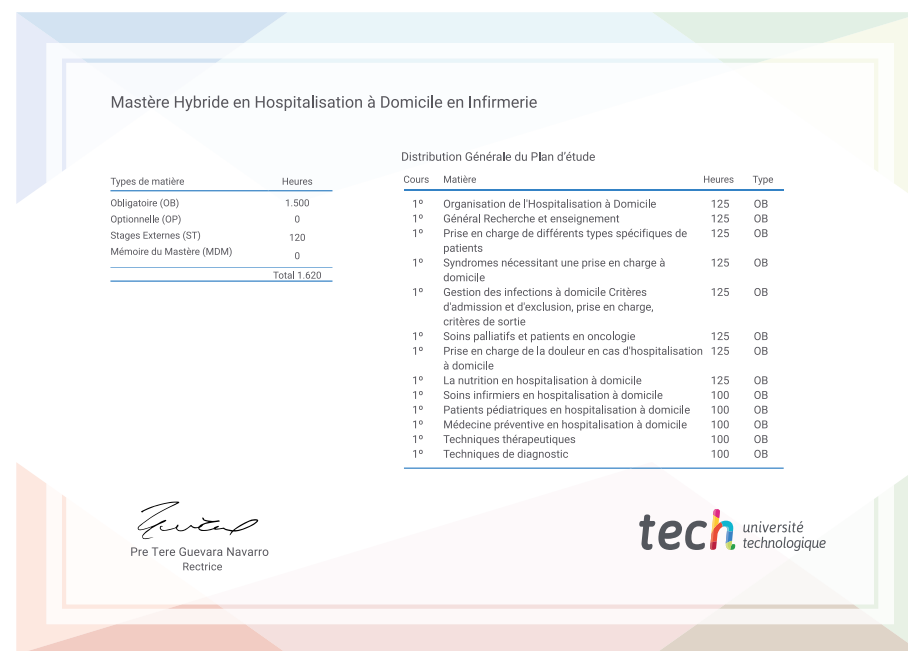 Mastère Hybride en Hospitalisation à Domicile en Infirmerie
Types de matière Heures
Obligatoire (OB) 1.500
Optionnelle (OP) 0
Stages Externes (ST) 120
Mémoire du Mastère (MDM) 0
Total 1.620
Distribution Générale du Plan d'étude
Cours Matière Heures Type
1º Organisation de l'Hospitalisation à Domicile 125 OB
1º Général Recherche et enseignement 125 OB
1º Prise en charge de différents types spécifiques de 125 OB
patients
1º Syndromes nécessitant une prise en charge à 125 OB
domicile
1º Gestion des infections à domicile Critères 125 OB
d'admission et d'exclusion, prise en charge,
critères de sortie
1º Soins palliatifs et patients en oncologie 125 OB
1º Prise en charge de la douleur en cas d'hospitalisation 125 OB
à domicile
1º La nutrition en hospitalisation à domicile 125 OB
1º Soins infirmiers en hospitalisation à domicile 100 OB
1º Patients pédiatriques en hospitalisation à domicile 100 OB
1º Médecine préventive en hospitalisation à domicile 100 OB
1º Techniques thérapeutiques 100 OB
1º Techniques de diagnostic 100 OB
Pre Tere Guevara Navarro
Rectrice
tech université
technologique